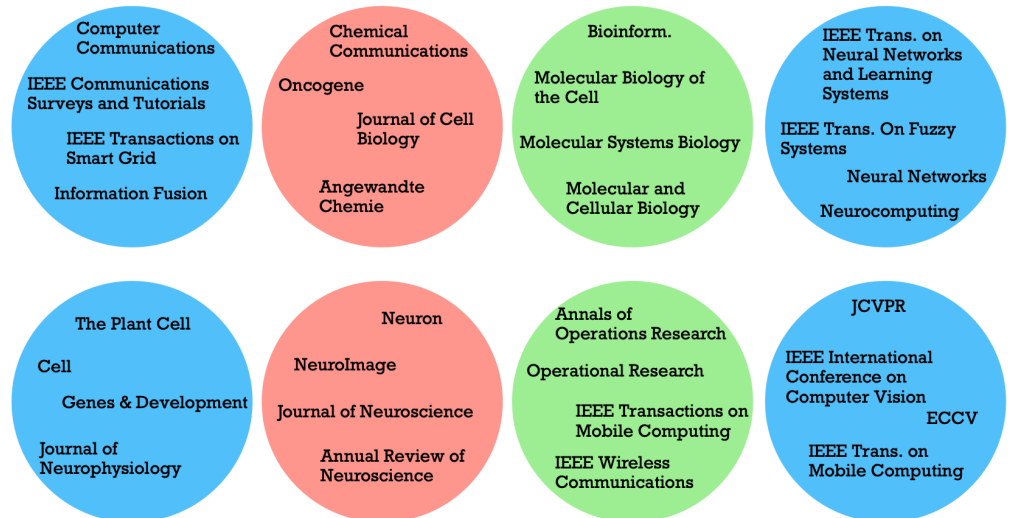 Computer
Communications
IEEE Communications
Surveys and Tutorials
IEEE Transactions on
Smart Grid
Information Fusion
Chemical
Communications
Oncogene
Journal of Cell
Biology
Angewandte
Chemie
Bioinform.
Molecular Biology of
the Cell
Molecular Systems Biology
Molecular and
Cellular Biology
IEEE Trans. on
Neural Networks
and Learning
Systems
IEEE Trans. On Fuzzy
Systems
Neural Networks
Neurocomputing
The Plant Cell
Cell
Genes & Development
Journal of
Neurophysiology
Neuron
NeuroImage
Journal of Neuroscience
Annual Review of
Neuroscience
Annals of
Operations Research
Operational Research
IEEE Transactions on
Mobile Computing
IEEE Wireless
Communications
JCVPR
IEEE International
Conference on
Computer Vision
ECCV
IEEE Trans. on
Mobile Computing